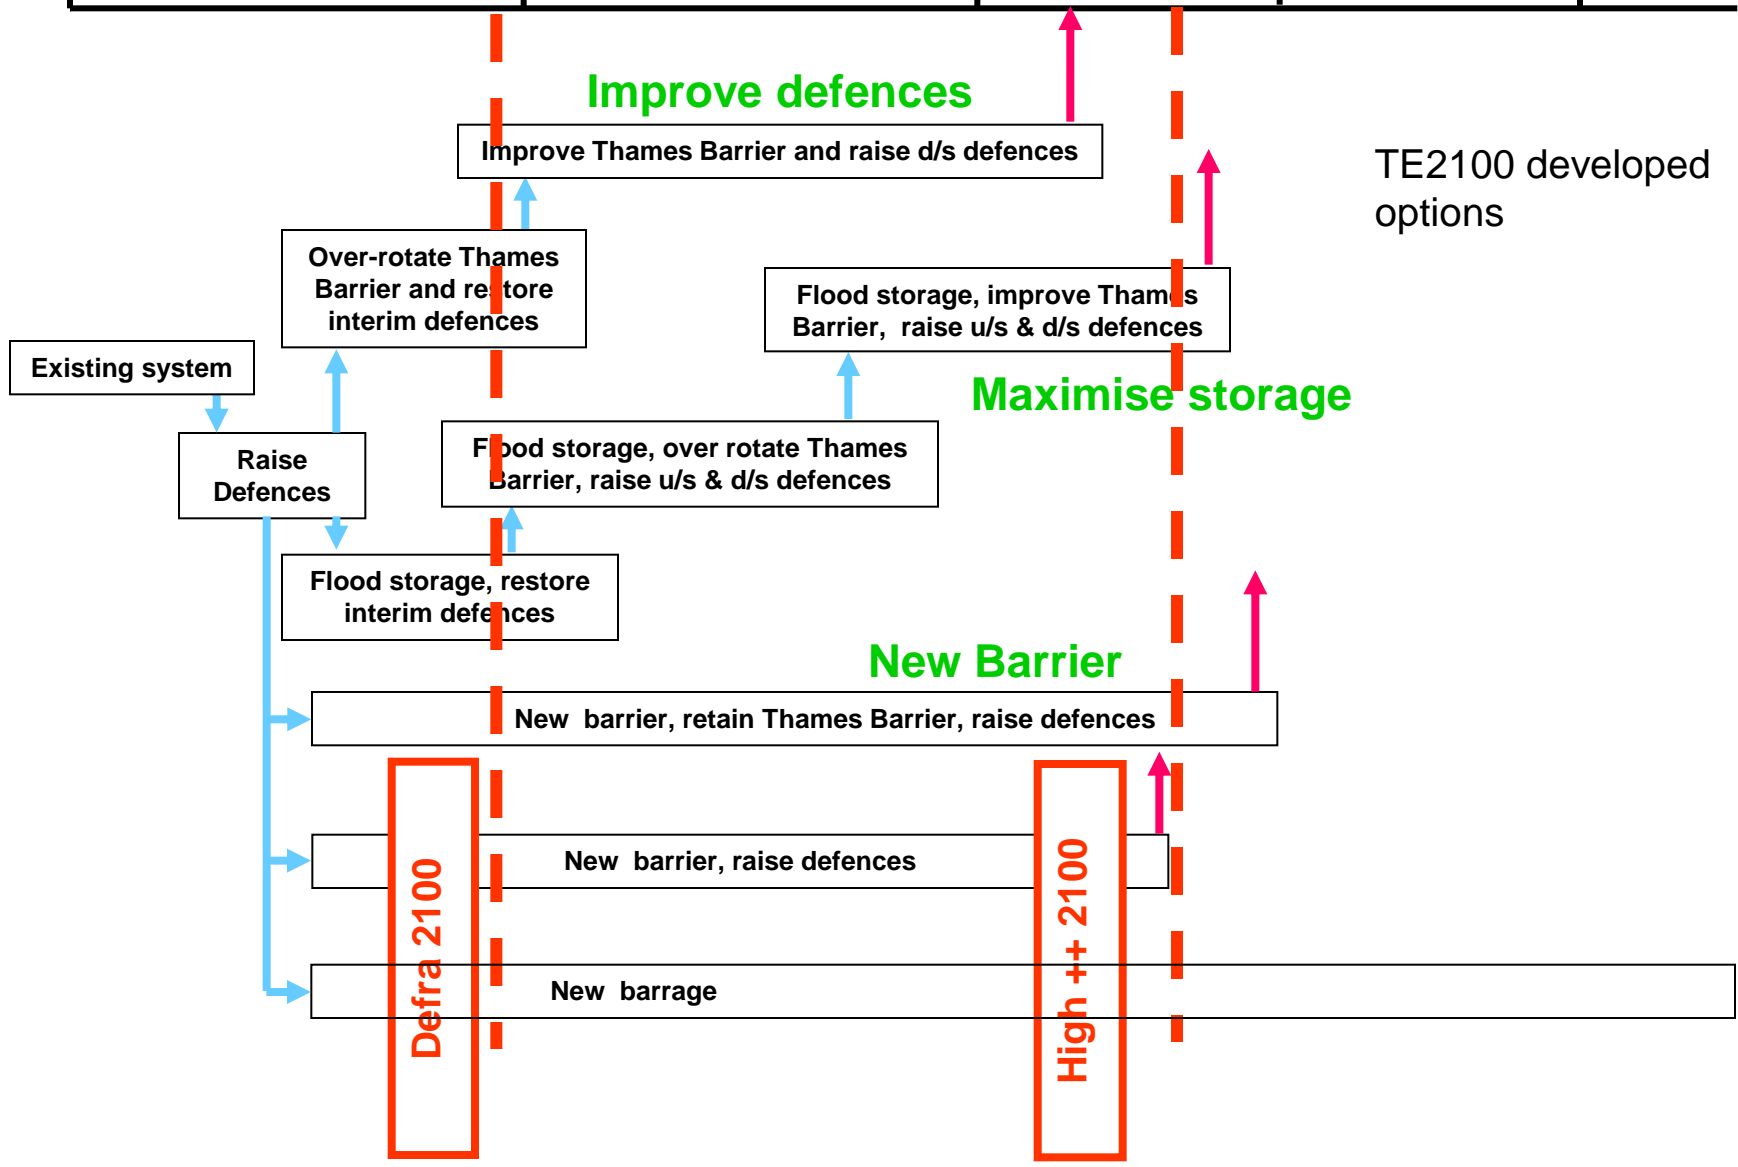 Improve defences
Improve Thames Barrier and raise d/s defences
TE2100 developed
options
Over-rotate Thames
Barrier and restore
interim defences
Flood storage, improve Thames
Barrier, raise u/s & d/s defences
Existing system
Maximise storage
Raise
Defences
Flood storage, over rotate Thames
Barrier, raise u/s & d/s defences
Flood storage, restore
interim defences
New Barrier
New barrier, retain Thames Barrier, raise defences
New barrier, raise defences
Defra 2100
High ++ 2100
New barrage